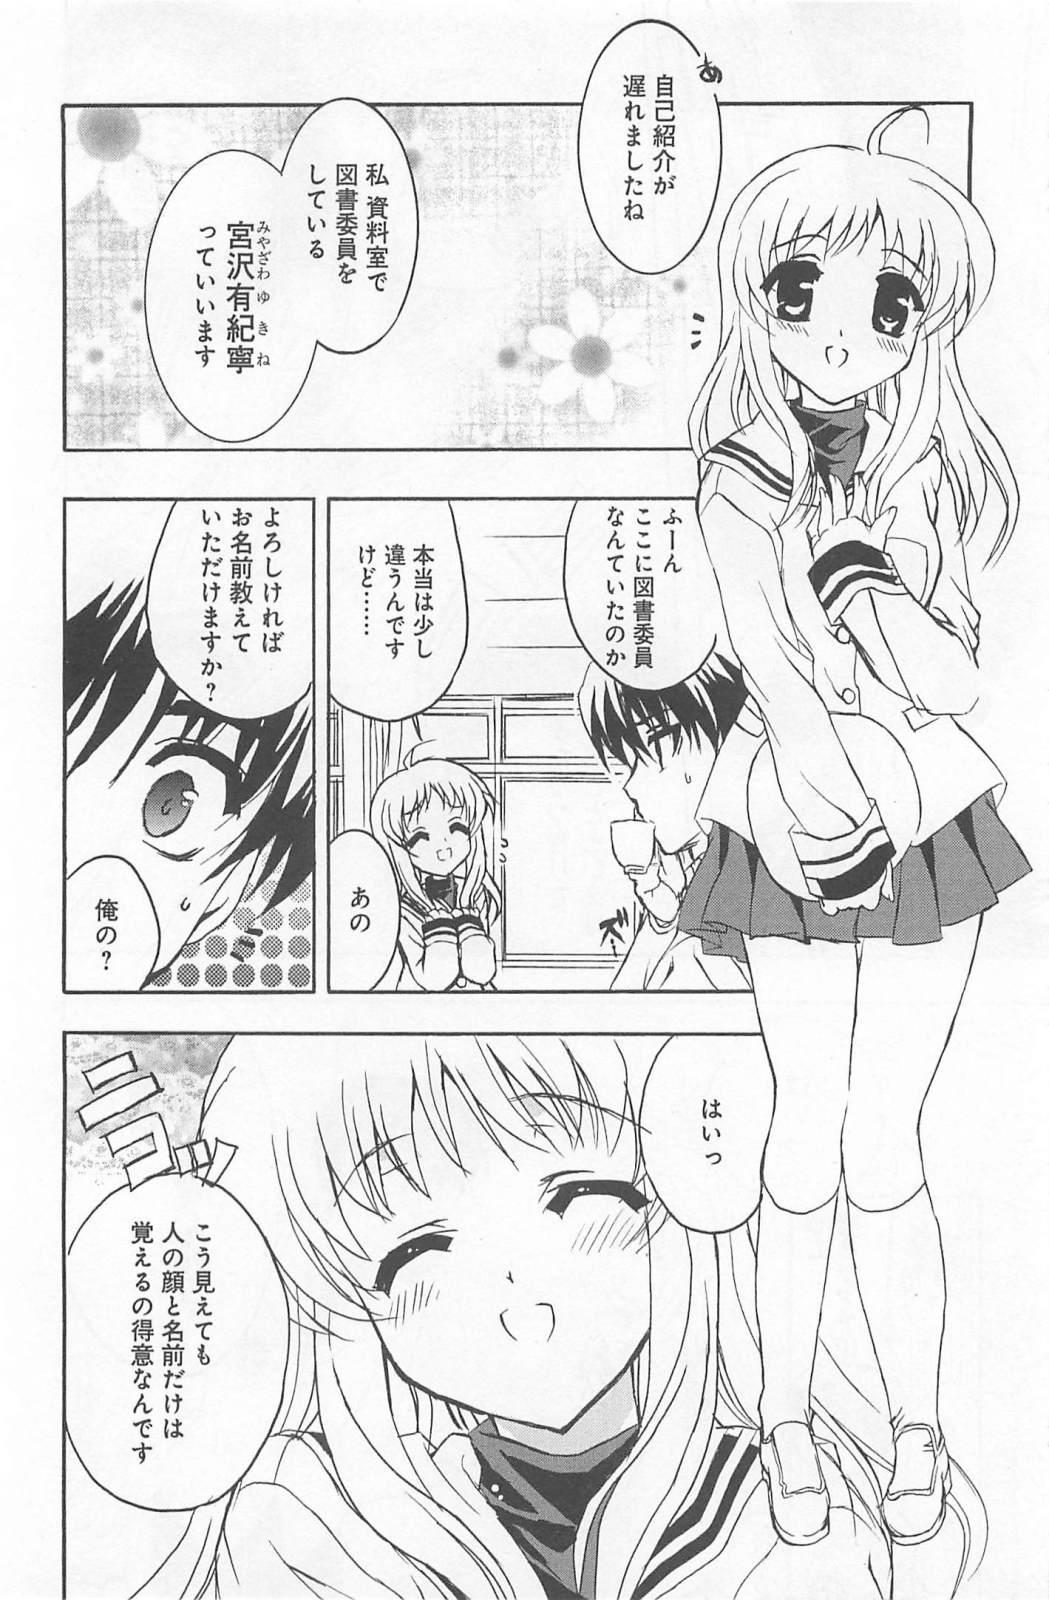 あ
自己紹介が
遅れましたね
私 資料室で
図書委員を
している
宮沢有紀寧
みやざわゆきね
っていいます
ふーん
ここに図書委員
なんていたのか
本当は少し
違うんです
けど……
あの
よろしければ
お名前教えて
いただけますか?
俺の?
はいっ
ニコッ
こう見えても
人の顔と名前だけは
覚えるの得意なんです